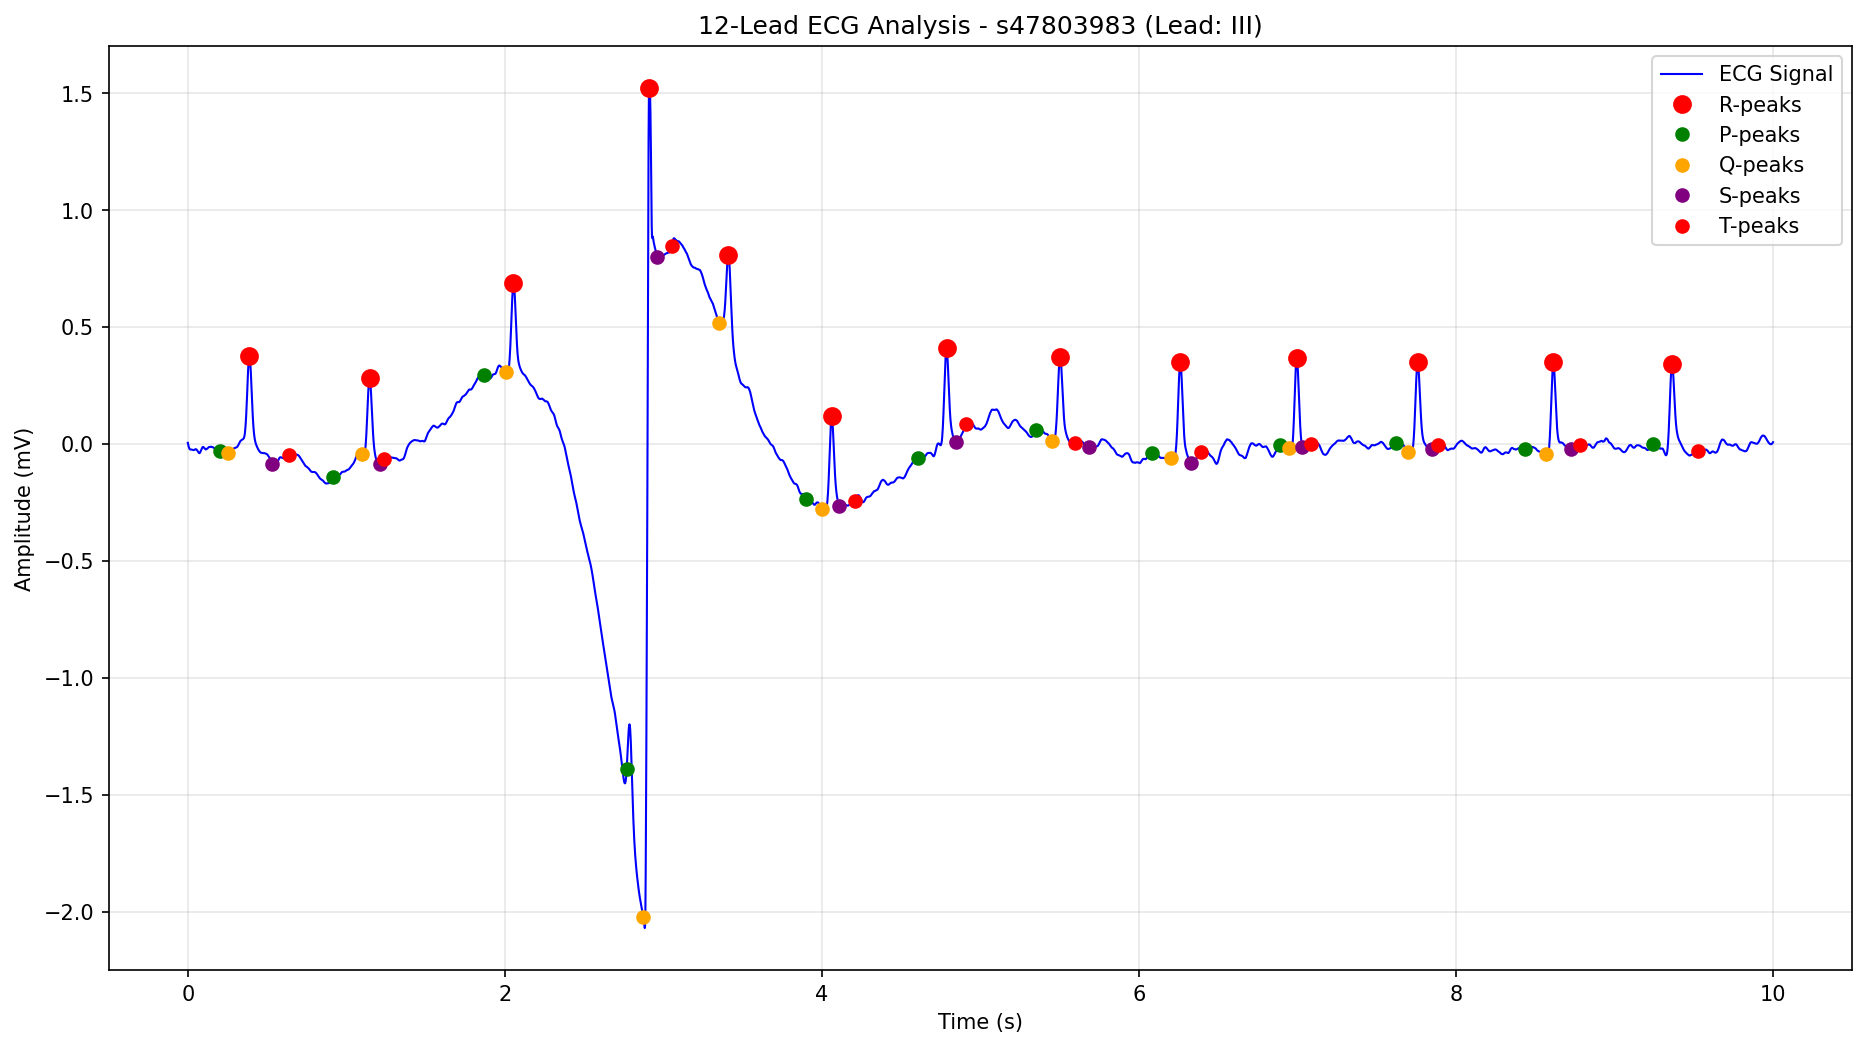 12-Lead ECG Analysis - s47803983 (Lead: III)
ECG Signal
R-peaks
P-peaks
Q-peaks
S-peaks
T-peaks
Amplitude (mV)
1.5
1.0
0.5
0.0
−0.5
−1.0
−1.5
−2.0
0 2 4 6 8 10
Time (s)